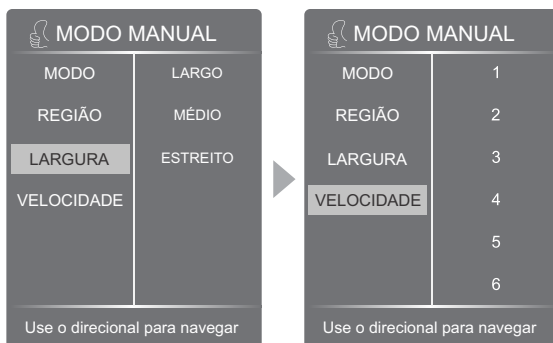 MODO MANUAL
MODO LARGO
REGIÃO MÉDIO
LARGURA ESTREITO
VELOCIDADE
Use o direcional para navegar
MODO MANUAL
MODO 1
REGIÃO 2
LARGURA 3
VELOCIDADE 4
5
6
Use o direcional para navegar